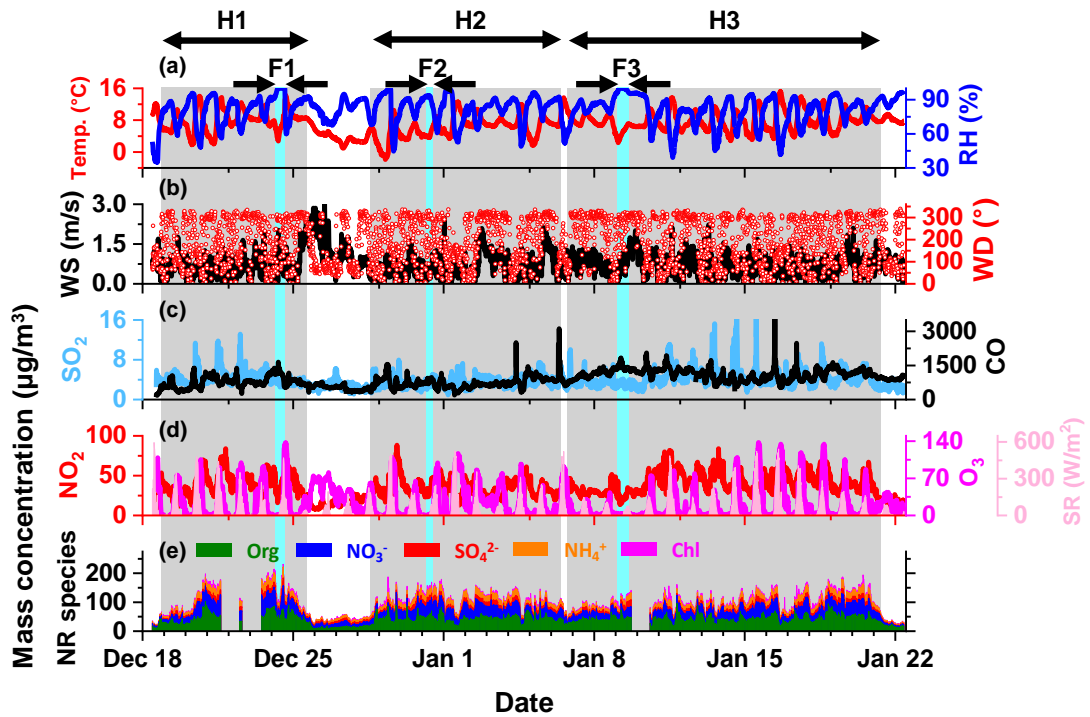 H1 H2 H3
(a) F1 F2 F3
Temp. (°C)
16
8
0
RH (%)
90
60
30
(b)
WS (m/s)
3.0
1.5
0.0
WD (°)
300
200
100
0
(c)
SO₂
16
8
0
CO
3000
1500
0
(d)
NO₂
100
50
0
O₃
140
70
0
SR (W/m²)
600
300
0
(e) Org NO₃⁻ SO₄²⁻ NH₄⁺ Chl
Mass concentration (μg/m³)
NR species
200
100
0
Dec 18 Dec 25 Jan 1 Jan 8 Jan 15 Jan 22
Date